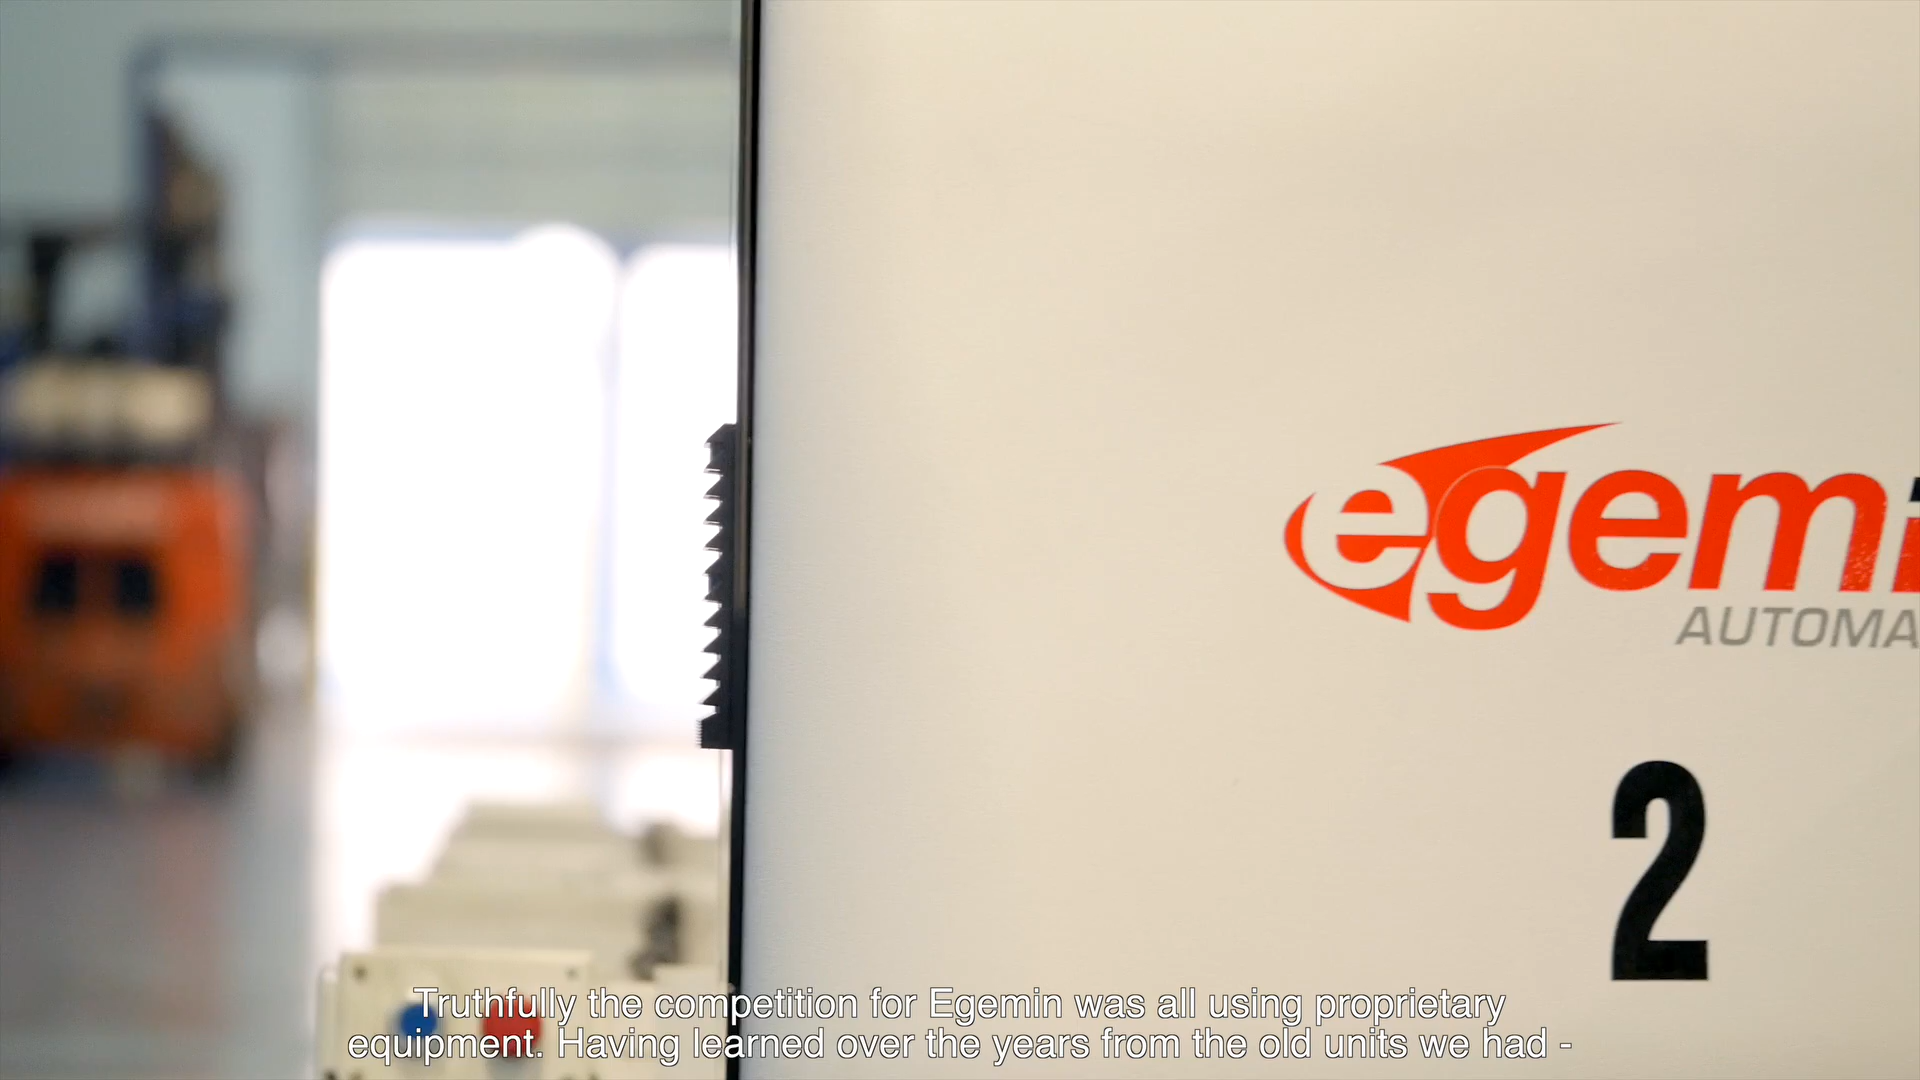 egemi
AUTOMA
2
Truthfully the competition for Egemin was all using proprietary
equipment. Having learned over the years from the old units we had -